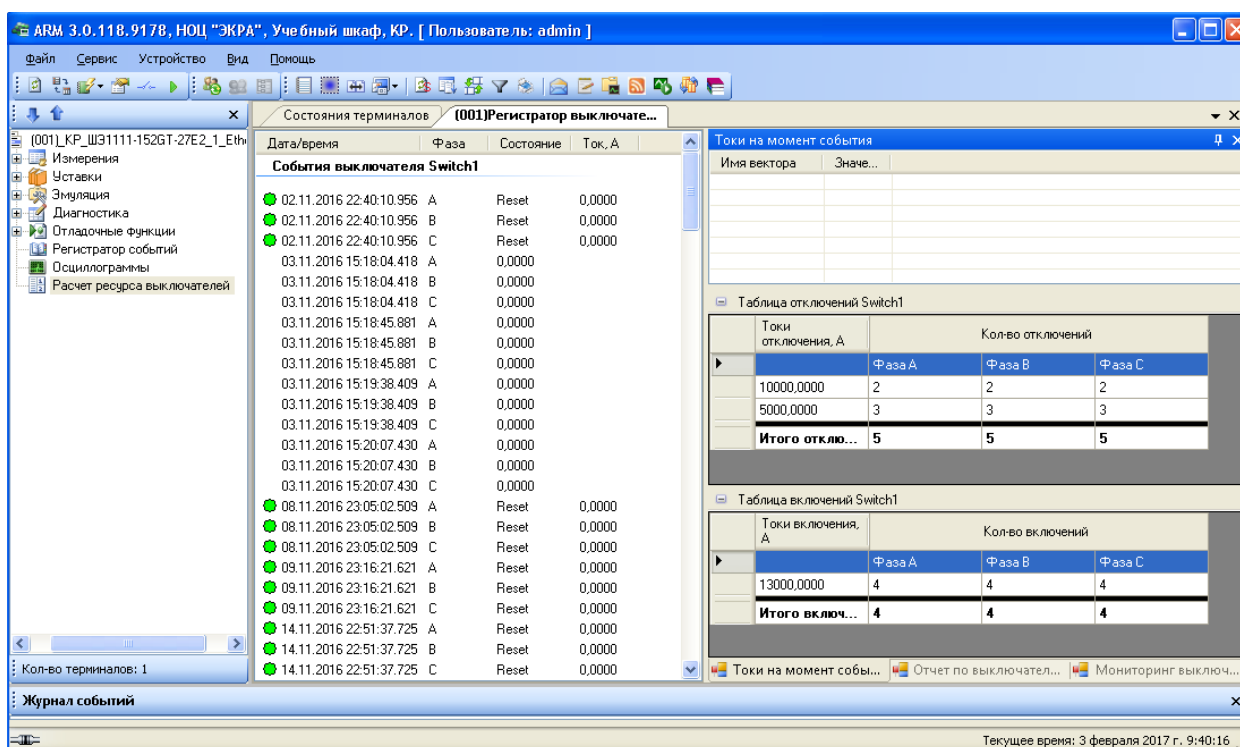 ARM 3.0.118.9178, НОЦ "ЭКРА", Учебный шкаф, КР. [ Пользователь: admin ]
Файл Сервис Устройство Вид Помощь
Состояния терминалов (001)Регистратор выключате...
(001)_КР_ШЭ1111-152GT-27E2_1_Eth
Измерения
Уставки
Эмуляция
Диагностика
Отладочные функции
Регистратор событий
Осциллограммы
Расчет ресурса выключателей
Кол-во терминалов: 1
Дата/время Фаза Состояние Ток, А
События выключателя Switch1
02.11.2016 22:40:10.956 A Reset 0,0000
02.11.2016 22:40:10.956 B Reset 0,0000
02.11.2016 22:40:10.956 C Reset 0,0000
03.11.2016 15:18:04.418 A 0,0000
03.11.2016 15:18:04.418 B 0,0000
03.11.2016 15:18:04.418 C 0,0000
03.11.2016 15:18:45.881 A 0,0000
03.11.2016 15:18:45.881 B 0,0000
03.11.2016 15:18:45.881 C 0,0000
03.11.2016 15:19:38.409 A 0,0000
03.11.2016 15:19:38.409 B 0,0000
03.11.2016 15:19:38.409 C 0,0000
03.11.2016 15:20:07.430 A 0,0000
03.11.2016 15:20:07.430 B 0,0000
03.11.2016 15:20:07.430 C 0,0000
08.11.2016 23:05:02.509 A Reset 0,0000
08.11.2016 23:05:02.509 B Reset 0,0000
08.11.2016 23:05:02.509 C Reset 0,0000
09.11.2016 23:16:21.621 A Reset 0,0000
09.11.2016 23:16:21.621 B Reset 0,0000
09.11.2016 23:16:21.621 C Reset 0,0000
14.11.2016 22:51:37.725 A Reset 0,0000
14.11.2016 22:51:37.725 B Reset 0,0000
14.11.2016 22:51:37.725 C Reset 0,0000
Токи на момент события
Имя вектора Значе...
Таблица отключений Switch1
Токи отключения, А Кол-во отключений
Фаза A Фаза B Фаза C
10000,0000 2 2 2
5000,0000 3 3 3
Итого отклю... 5 5 5
Таблица включений Switch1
Токи включения, А Кол-во включений
Фаза A Фаза B Фаза C
13000,0000 4 4 4
Итого включ... 4 4 4
Токи на момент собы... Отчет по выключател... Мониторинг выключ...
Журнал событий
Текущее время: 3 февраля 2017 г. 9:40:16